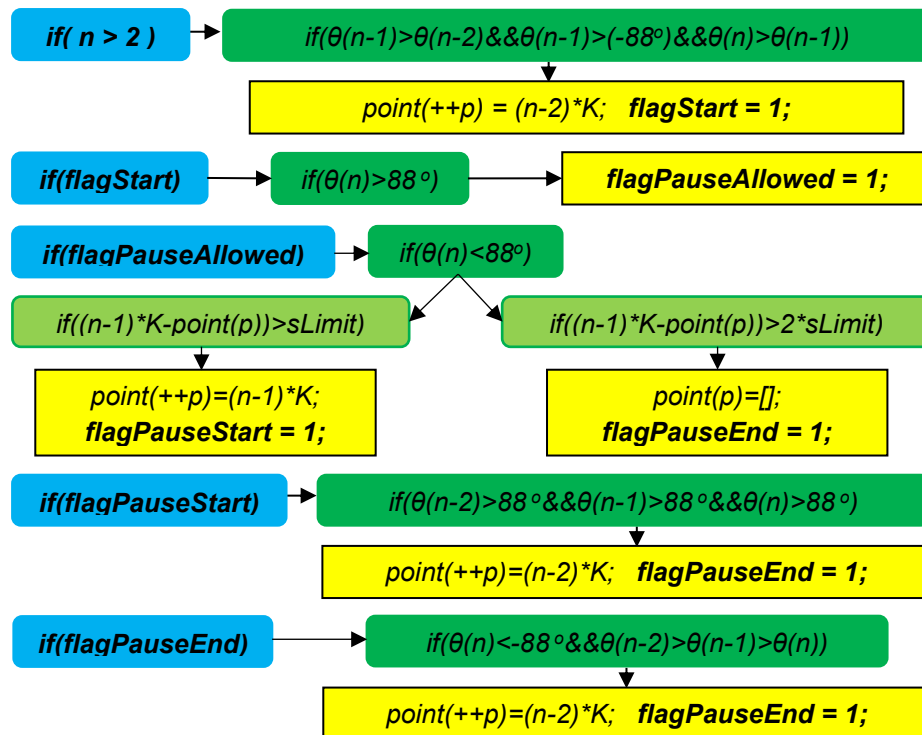 if( n > 2 )
if(θ(n-1)>θ(n-2)&&θ(n-1)>(-88º)&&θ(n)>θ(n-1))
point(++p) = (n-2)*K; flagStart = 1;
if(flagStart)
if(θ(n)>88º)
flagPauseAllowed = 1;
if(flagPauseAllowed)
if(θ(n)<88º)
if((n-1)*K-point(p))>sLimit)
if((n-1)*K-point(p))>2*sLimit)
point(++p)=(n-1)*K;
flagPauseStart = 1;
point(p)=[];
flagPauseEnd = 1;
if(flagPauseStart)
if(θ(n-2)>88º&&θ(n-1)>88º&&θ(n)>88º)
point(++p)=(n-2)*K; flagPauseEnd = 1;
if(flagPauseEnd)
if(θ(n)<-88º&&θ(n-2)>θ(n-1)>θ(n))
point(++p)=(n-2)*K; flagPauseEnd = 1;